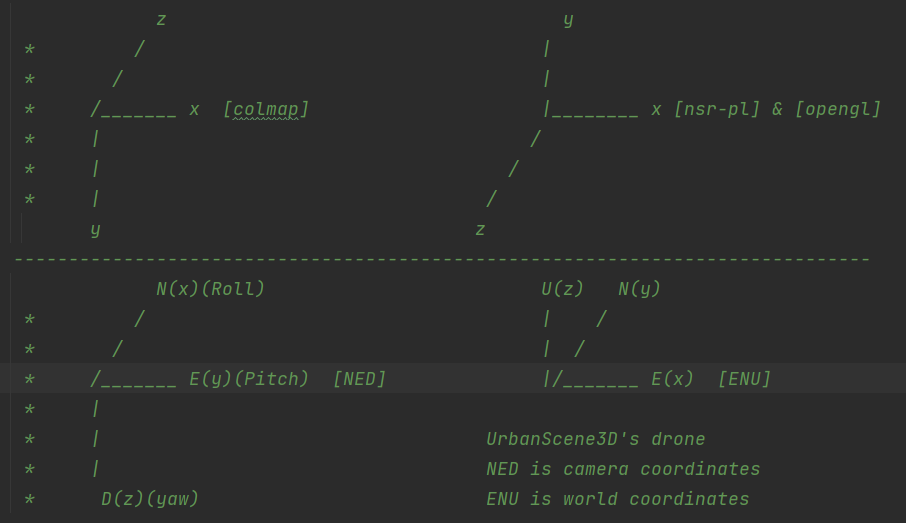 z                                   y
*           /                                     |
*         /                                       |
*       /_______ x  [colmap]                      |________ x [nsr-pl] & [opengl]
*       |                                        /
*       |                                      /
*       |                                    /
        y                                  z
------------------------------------------------------------------------------
              N(x)(Roll)                         U(z)   N(y)
*           /                                    |    /
*         /                                      |  /
*       /_______ E(y)(Pitch)  [NED]              |/_______ E(x)  [ENU]
*       |
*       |                                   UrbanScene3D's drone
*       |                                   NED is camera coordinates
*        D(z)(yaw)                          ENU is world coordinates